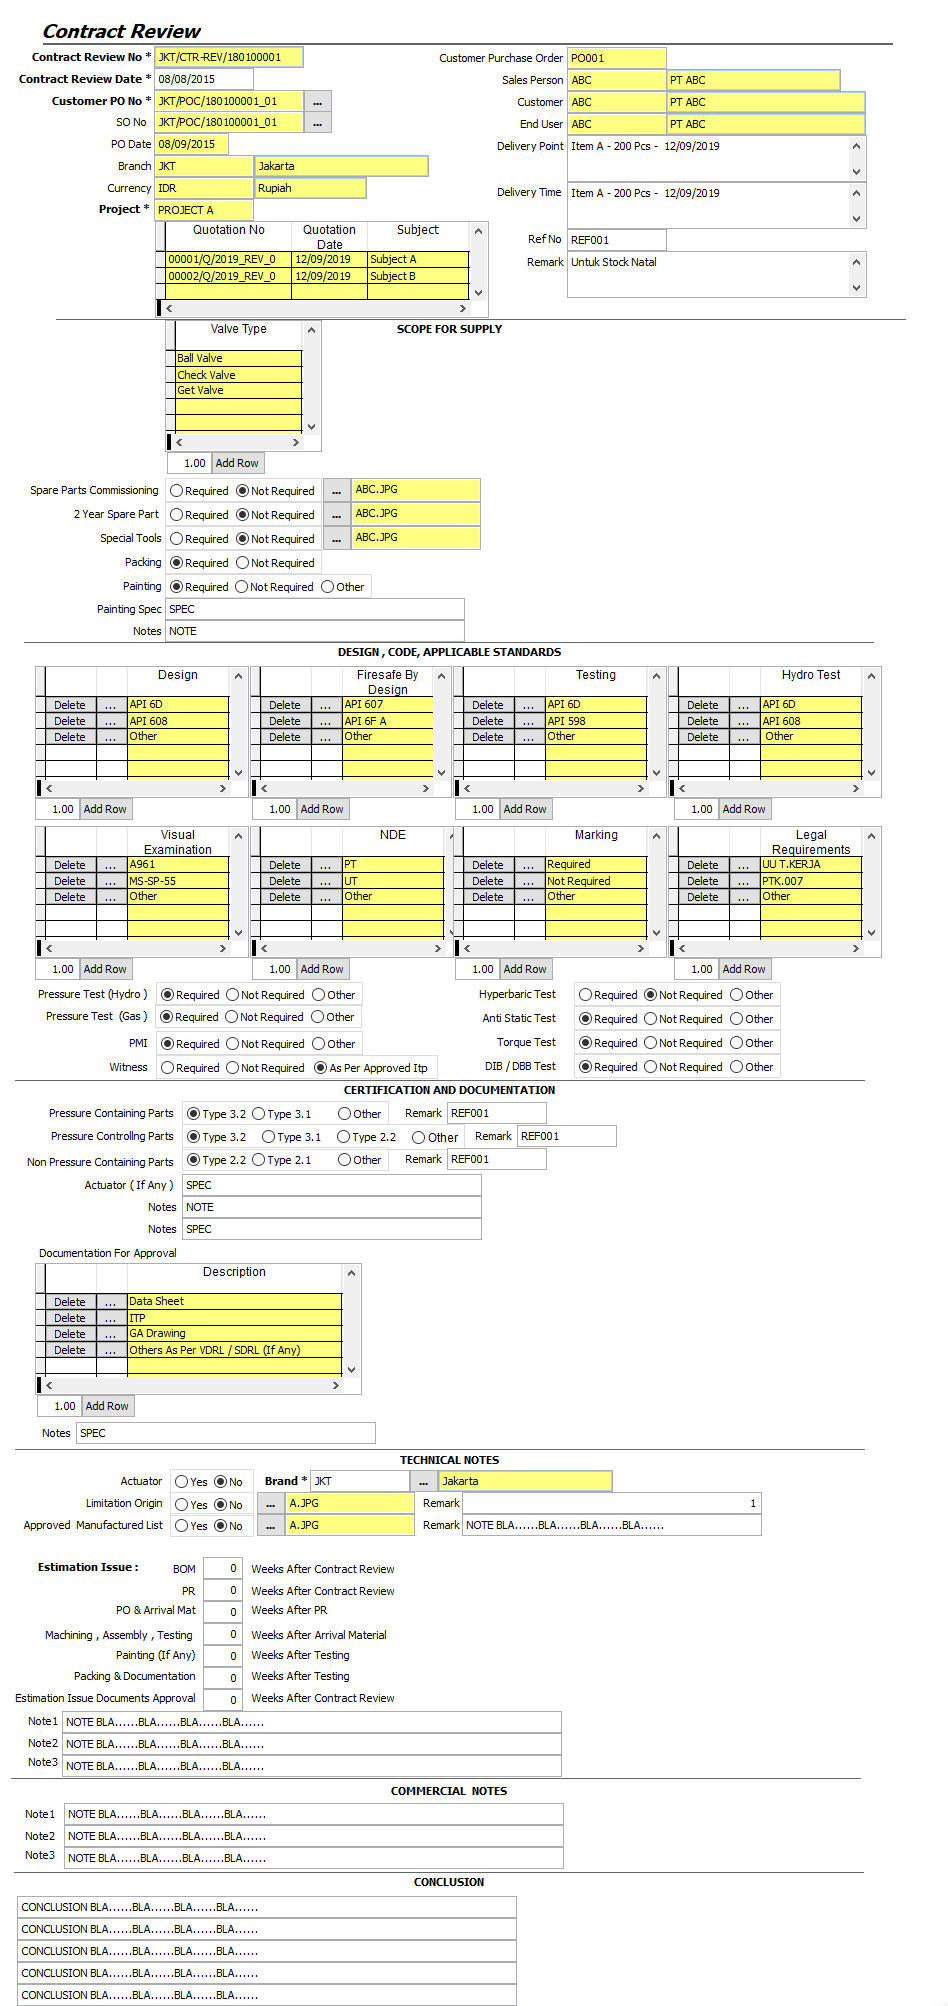 Contract Review
Contract Review No * JKT/CTR-REV/180100001 Customer Purchase Order PO001
Contract Review Date * 08/08/2015 Sales Person ABC PT ABC
Customer PO No * JKT/POC/180100001_01 ... Customer ABC PT ABC
SO No JKT/POC/180100001_01 ... End User ABC PT ABC
PO Date 08/09/2015 Delivery Point Item A - 200 Pcs - 12/09/2019
Branch JKT Jakarta
Currency IDR Rupiah Delivery Time Item A - 200 Pcs - 12/09/2019
Project * PROJECT A
Quotation No Quotation Date Subject
00001/Q/2019_REV_0 12/09/2019 Subject A
00002/Q/2019_REV_0 12/09/2019 Subject B
Ref No REF001
Remark Untuk Stock Natal
SCOPE FOR SUPPLY
Valve Type
Ball Valve
Check Valve
Get Valve
1.00 Add Row
Spare Parts Commissioning Required Not Required ... ABC.JPG
2 Year Spare Part Required Not Required ... ABC.JPG
Special Tools Required Not Required ... ABC.JPG
Packing Required Not Required
Painting Required Not Required Other
Painting Spec SPEC
Notes NOTE
DESIGN , CODE, APPLICABLE STANDARDS
Design Firesafe By Design Testing Hydro Test
Delete ... API 6D Delete ... API 607 Delete ... API 6D Delete ... API 6D
Delete ... API 608 Delete ... API 6F A Delete ... API 598 Delete ... API 608
Delete ... Other Delete ... Other Delete ... Other Delete ... Other
1.00 Add Row 1.00 Add Row 1.00 Add Row 1.00 Add Row
Visual Examination NDE Marking Legal Requirements
Delete ... A961 Delete ... PT Delete ... Required Delete ... UU T.KERJA
Delete ... MS-SP-55 Delete ... UT Delete ... Not Required Delete ... PTK.007
Delete ... Other Delete ... Other Delete ... Other Delete ... Other
1.00 Add Row 1.00 Add Row 1.00 Add Row 1.00 Add Row
Pressure Test (Hydro ) Required Not Required Other Hyperbaric Test Required Not Required Other
Pressure Test (Gas ) Required Not Required Other Anti Static Test Required Not Required Other
PMI Required Not Required Other Torque Test Required Not Required Other
Witness Required Not Required As Per Approved Itp DIB / DBB Test Required Not Required Other
CERTIFICATION AND DOCUMENTATION
Pressure Containing Parts Type 3.2 Type 3.1 Other Remark REF001
Pressure Controllng Parts Type 3.2 Type 3.1 Type 2.2 Other Remark REF001
Non Pressure Containing Parts Type 2.2 Type 2.1 Other Remark REF001
Actuator ( If Any ) SPEC
Notes NOTE
Notes SPEC
Documentation For Approval
Description
Delete ... Data Sheet
Delete ... ITP
Delete ... GA Drawing
Delete ... Others As Per VDRL / SDRL (If Any)
1.00 Add Row
Notes SPEC
TECHNICAL NOTES
Actuator Yes No Brand * JKT ... Jakarta
Limitation Origin Yes No ... A.JPG Remark 1
Approved Manufactured List Yes No ... A.JPG Remark NOTE BLA......BLA......BLA......BLA......
Estimation Issue : BOM 0 Weeks After Contract Review
PR 0 Weeks After Contract Review
PO & Arrival Mat 0 Weeks After PR
Machining , Assembly , Testing 0 Weeks After Arrival Material
Painting (If Any) 0 Weeks After Testing
Packing & Documentation 0 Weeks After Testing
Estimation Issue Documents Approval 0 Weeks After Contract Review
Note1 NOTE BLA......BLA......BLA......BLA......
Note2 NOTE BLA......BLA......BLA......BLA......
Note3 NOTE BLA......BLA......BLA......BLA......
COMMERCIAL NOTES
Note1 NOTE BLA......BLA......BLA......BLA......
Note2 NOTE BLA......BLA......BLA......BLA......
Note3 NOTE BLA......BLA......BLA......BLA......
CONCLUSION
CONCLUSION BLA......BLA......BLA......BLA......
CONCLUSION BLA......BLA......BLA......BLA......
CONCLUSION BLA......BLA......BLA......BLA......
CONCLUSION BLA......BLA......BLA......BLA......
CONCLUSION BLA......BLA......BLA......BLA......